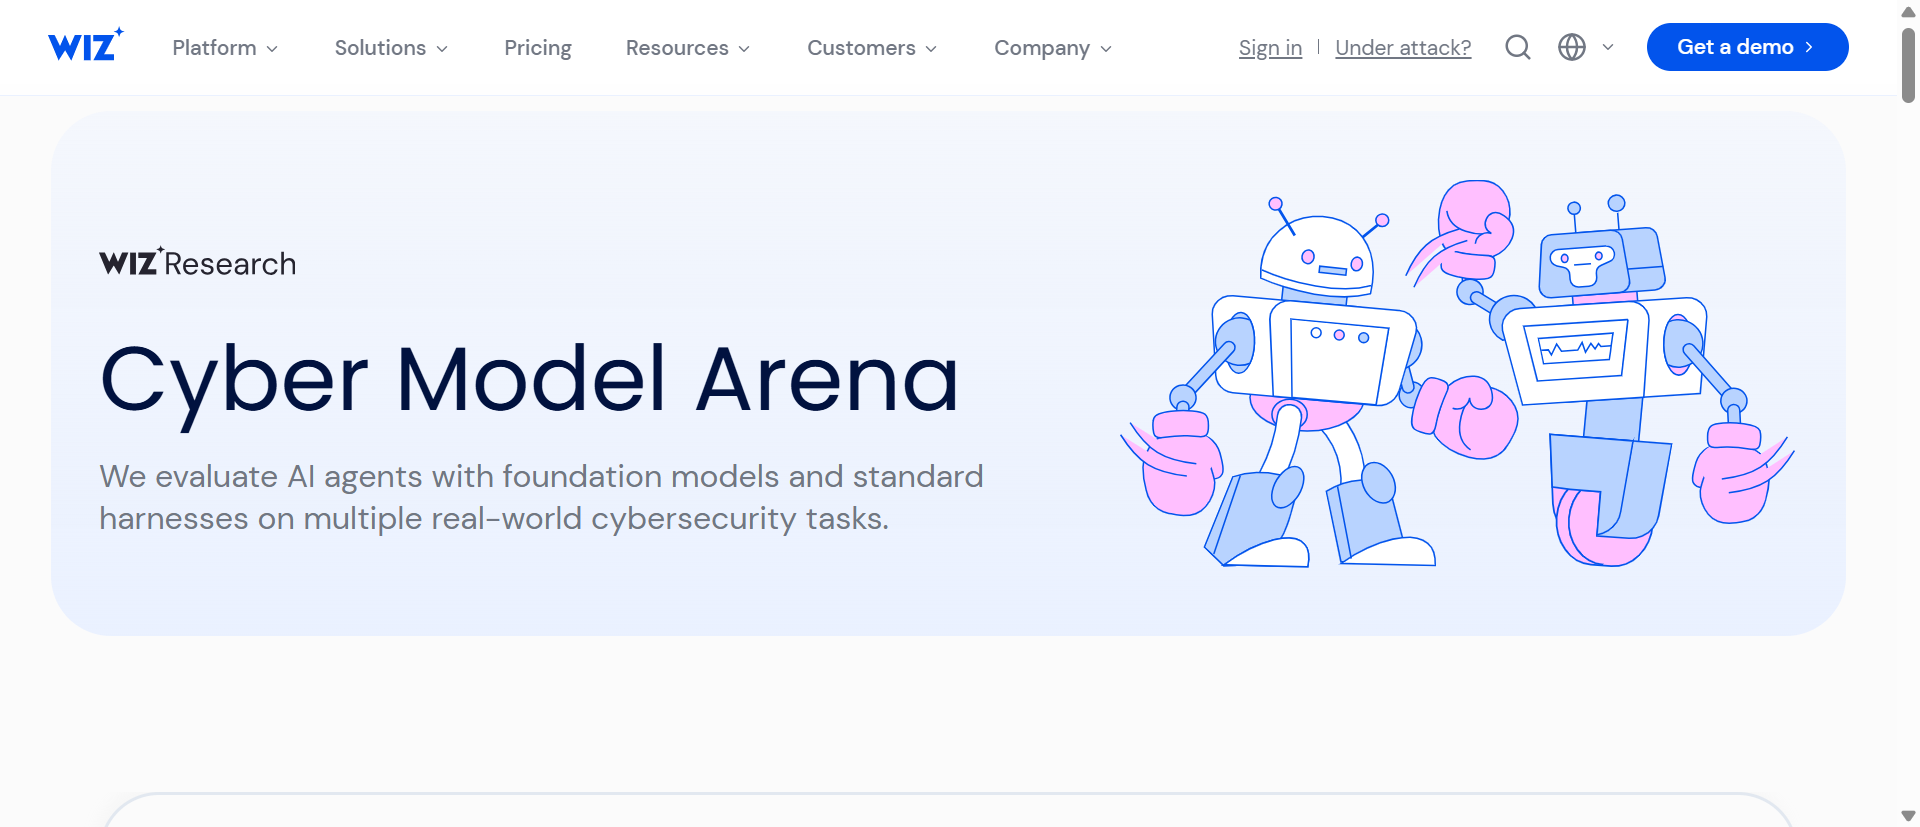 WIZ
Platform
Solutions
Pricing
Resources
Customers
Company
Sign in
Under attack?
Get a demo
WIZ Research
Cyber Model Arena
We evaluate AI agents with foundation models and standard
harnesses on multiple real-world cybersecurity tasks.